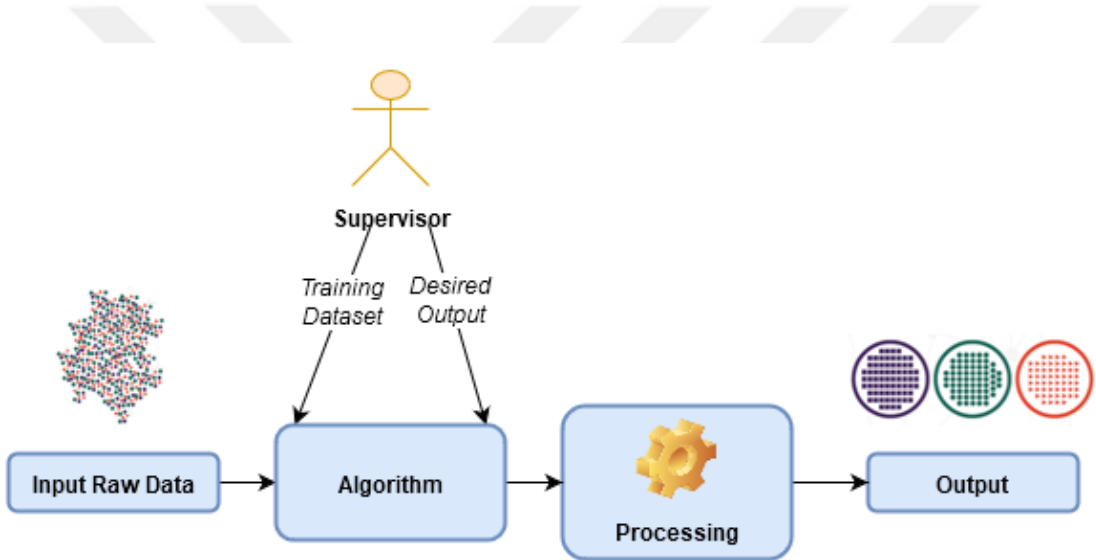 Supervisor
Training
Dataset
Desired
Output
Input Raw Data
Algorithm
Processing
Output